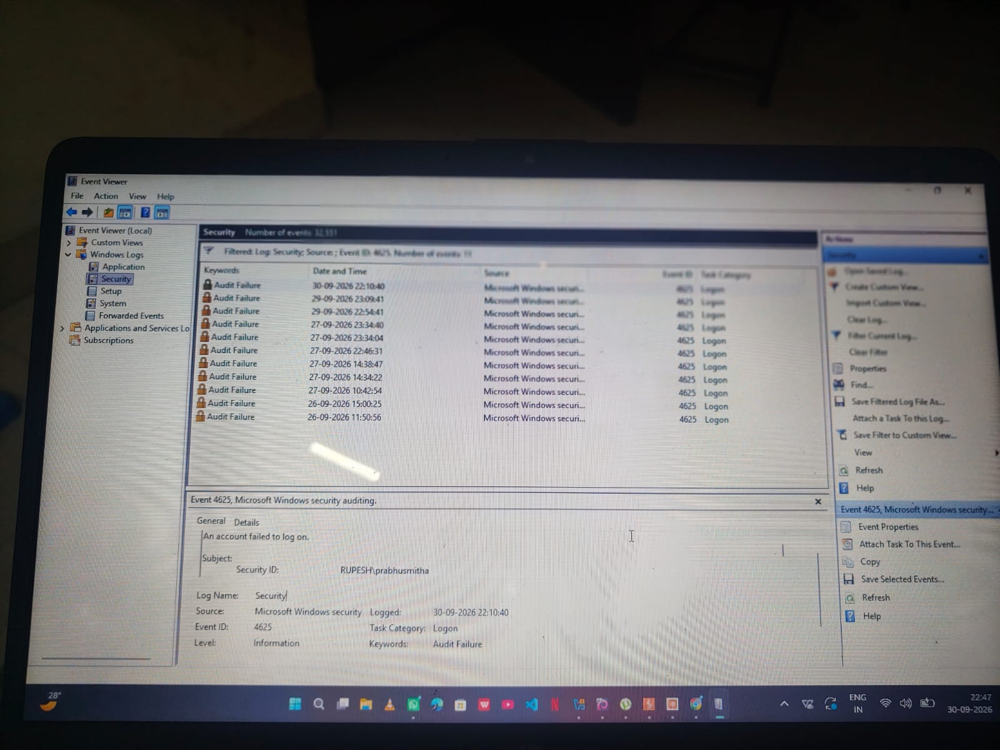 Event Viewer
File Action View Help
Event Viewer (Local)
Custom Views
Windows Logs
Application
Security
Setup
System
Forwarded Events
Applications and Services Lo
Subscriptions
Security Number of events:
Filtered: Log: Security; Source: ; Event ID: 4625. Number of events: 11
Keywords Date and Time Source Event ID Task Category
Audit Failure 30-09-2026 22:10:40 Microsoft Windows securi... 4625 Logon
Audit Failure 29-09-2026 23:09:41 Microsoft Windows securi... 4625 Logon
Audit Failure 29-09-2026 22:54:41 Microsoft Windows securi... 4625 Logon
Audit Failure 27-09-2026 23:34:40 Microsoft Windows securi... 4625 Logon
Audit Failure 27-09-2026 23:34:04 Microsoft Windows securi... 4625 Logon
Audit Failure 27-09-2026 22:46:31 Microsoft Windows securi... 4625 Logon
Audit Failure 27-09-2026 14:38:47 Microsoft Windows securi... 4625 Logon
Audit Failure 27-09-2026 14:34:22 Microsoft Windows securi... 4625 Logon
Audit Failure 27-09-2026 10:42:54 Microsoft Windows securi... 4625 Logon
Audit Failure 26-09-2026 15:00:25 Microsoft Windows securi... 4625 Logon
Audit Failure 26-09-2026 11:50:56 Microsoft Windows securi... 4625 Logon
Event 4625, Microsoft Windows security auditing.
General Details
An account failed to log on.
Subject:
Security ID: RUPESH\prabhusmitha
Log Name: Security
Source: Microsoft Windows security Logged: 30-09-2026 22:10:40
Event ID: 4625 Task Category: Logon
Level: Information Keywords: Audit Failure
Actions
Security
Open Saved Log...
Create Custom View...
Import Custom View...
Clear Log...
Filter Current Log...
Clear Filter
Properties
Find...
Save Filtered Log File As...
Attach a Task To this Log...
Save Filter to Custom View...
View
Refresh
Help
Event 4625, Microsoft Windows security...
Event Properties
Attach Task To This Event...
Copy
Save Selected Events...
Refresh
Help
28°
ENG
IN
22:47
30-09-2026